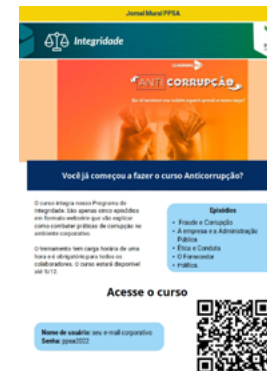 Jornal Mural PPSA
Integridade
ANTICORRUPÇÃO
Você já começou a fazer o curso Anticorrupção?
O curso integra nosso Programa de
Integridade. São apenas cinco episódios
em formato websérie que vão explicar
como combater práticas de corrupção no
ambiente corporativo.
O treinamento tem carga horária de uma
hora e é obrigatório para todos os
colaboradores. O curso estará disponível
até 9/12.
Episódios
• Fraude e Corrupção
• A empresa e a Administração
Pública
• Ética e Conduta
• O Fornecedor
• Política.
Acesse o curso
Nome de usuário: seu e-mail corporativo
Senha: ppsa2022